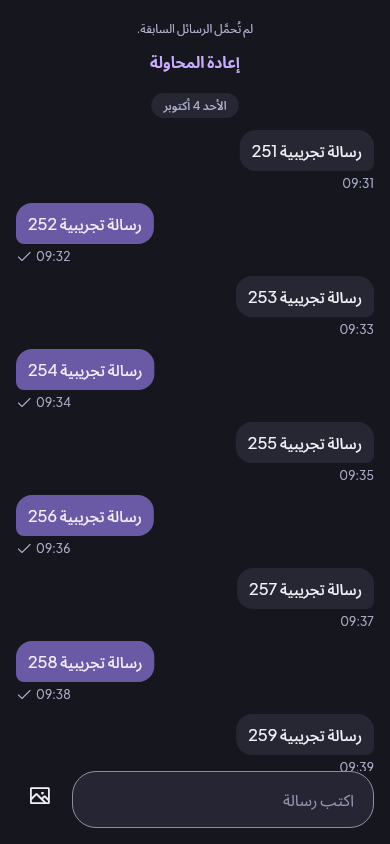 لم تُحمَّل الرسائل السابقة.
إعادة المحاولة
الأحد 4 أكتوبر
رسالة تجريبية 251
09:31
رسالة تجريبية 252
09:32
رسالة تجريبية 253
09:33
رسالة تجريبية 254
09:34
رسالة تجريبية 255
09:35
رسالة تجريبية 256
09:36
رسالة تجريبية 257
09:37
رسالة تجريبية 258
09:38
رسالة تجريبية 259
09:39
اكتب رسالة